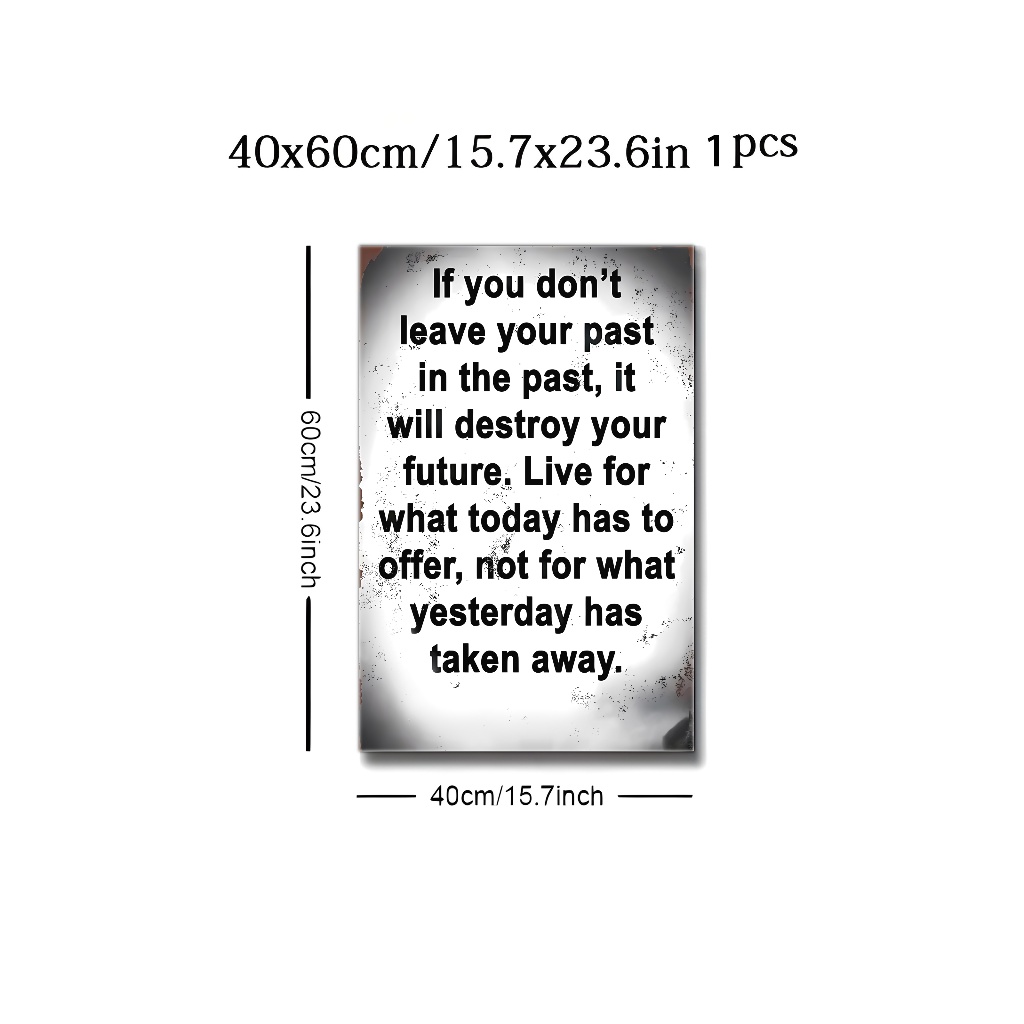 40x60cm/15.7x23.6in 1pcs
60cm/23.6inch
If you don’t
leave your past
in the past, it
will destroy your
future. Live for
what today has to
offer, not for what
yesterday has
taken away.
40cm/15.7inch